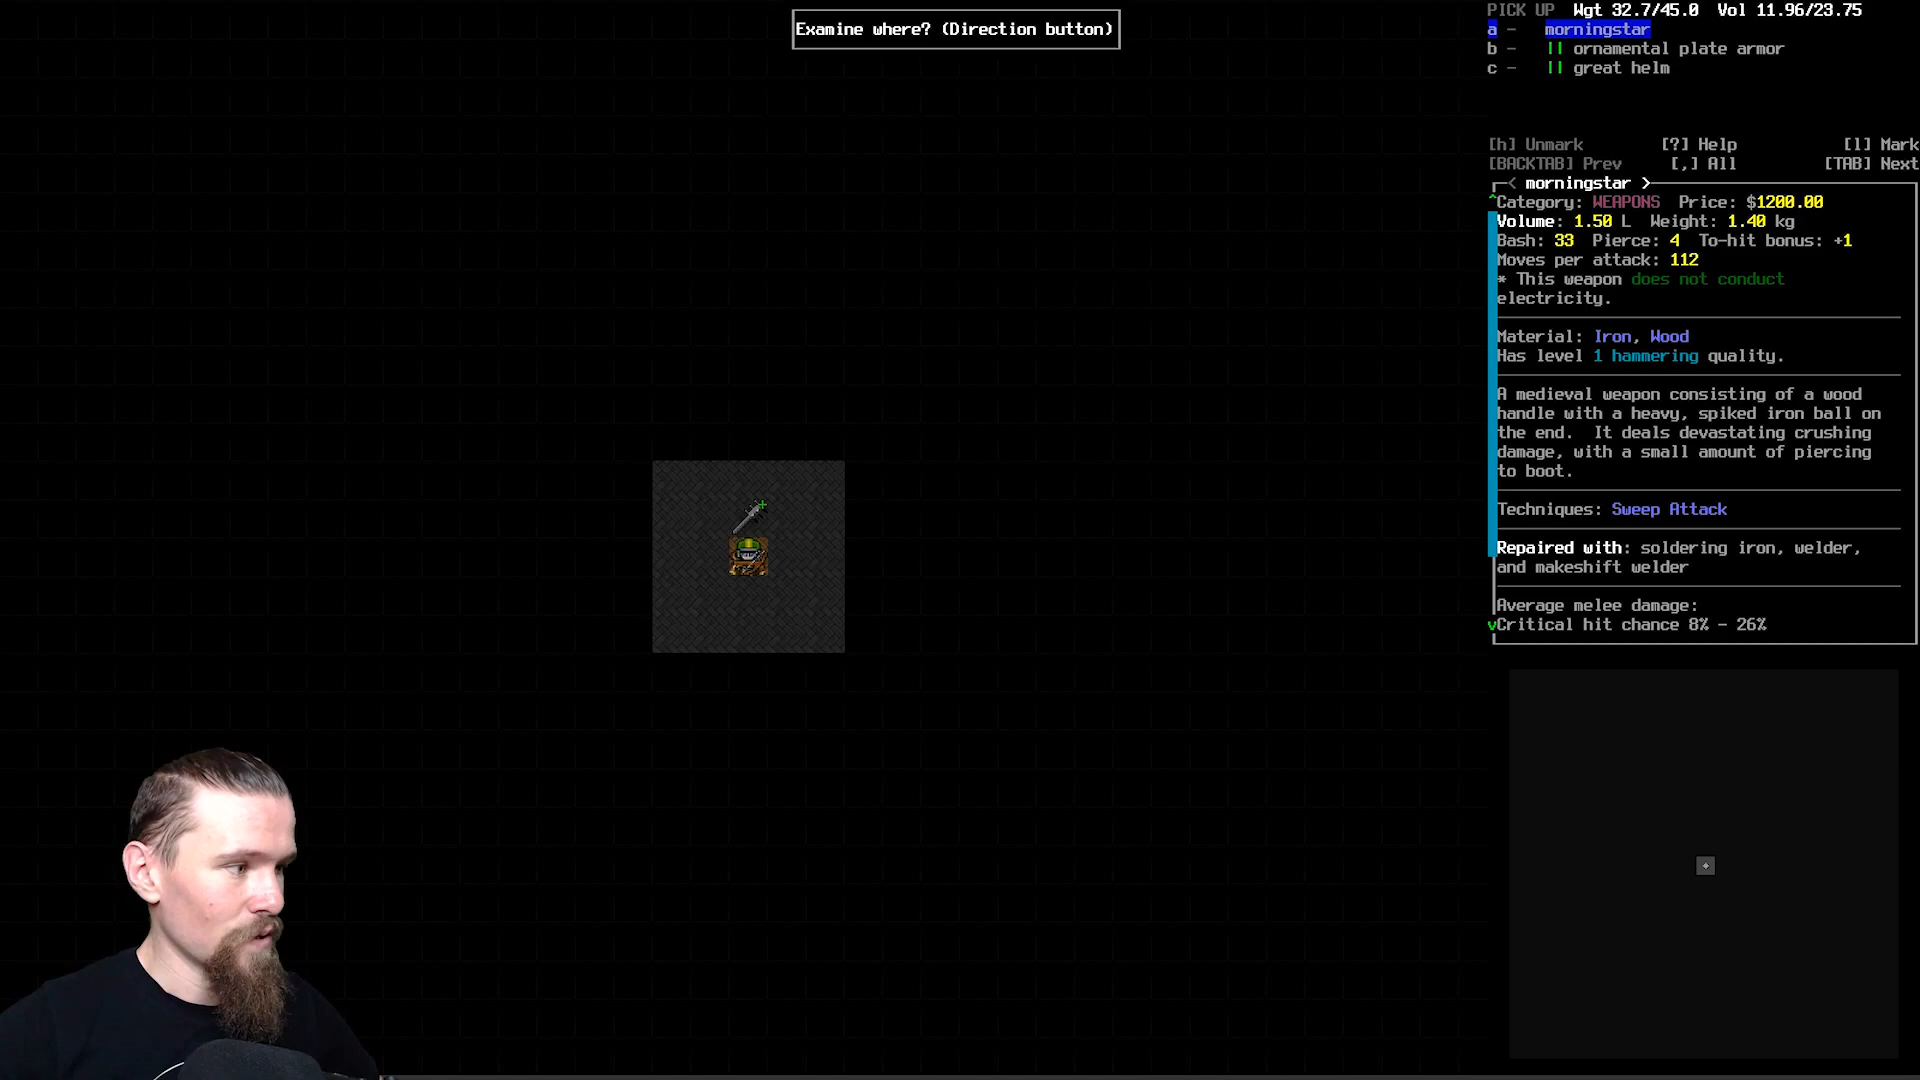 Examine where? (Direction button)
PICK UP Wgt 32.7/45.0 Vol 11.96/23.75
a - morningstar
b - || ornamental plate armor
c - || great helm
[h] Unmark [?] Help [l] Mark
[BACKTAB] Prev [,] All [TAB] Next
< morningstar >
Category: WEAPONS Price: $1200.00
Volume: 1.50 L Weight: 1.40 kg
Bash: 33 Pierce: 4 To-hit bonus: +1
Moves per attack: 112
* This weapon does not conduct
electricity.
Material: Iron, Wood
Has level 1 hammering quality.
A medieval weapon consisting of a wood
handle with a heavy, spiked iron ball on
the end. It deals devastating crushing
damage, with a small amount of piercing
to boot.
Techniques: Sweep Attack
Repaired with: soldering iron, welder,
and makeshift welder
Average melee damage:
Critical hit chance 8% - 26%